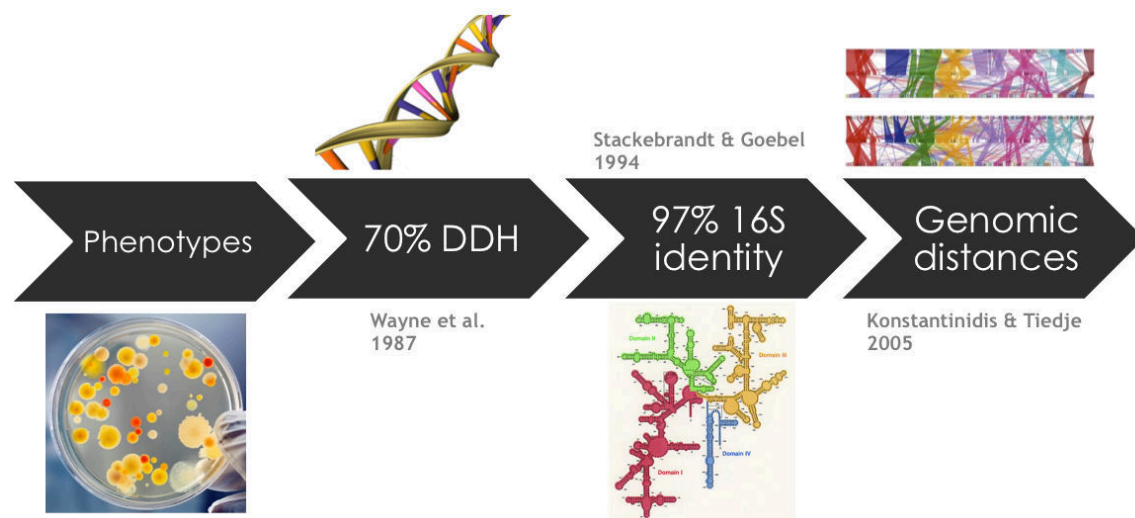 Stackebrandt & Goebel
1994
Phenotypes
70% DDH
97% 16S
identity
Genomic
distances
Wayne et al.
1987
Konstantinidis & Tiedje
2005
Domain II
Domain III
Domain I
Domain IV